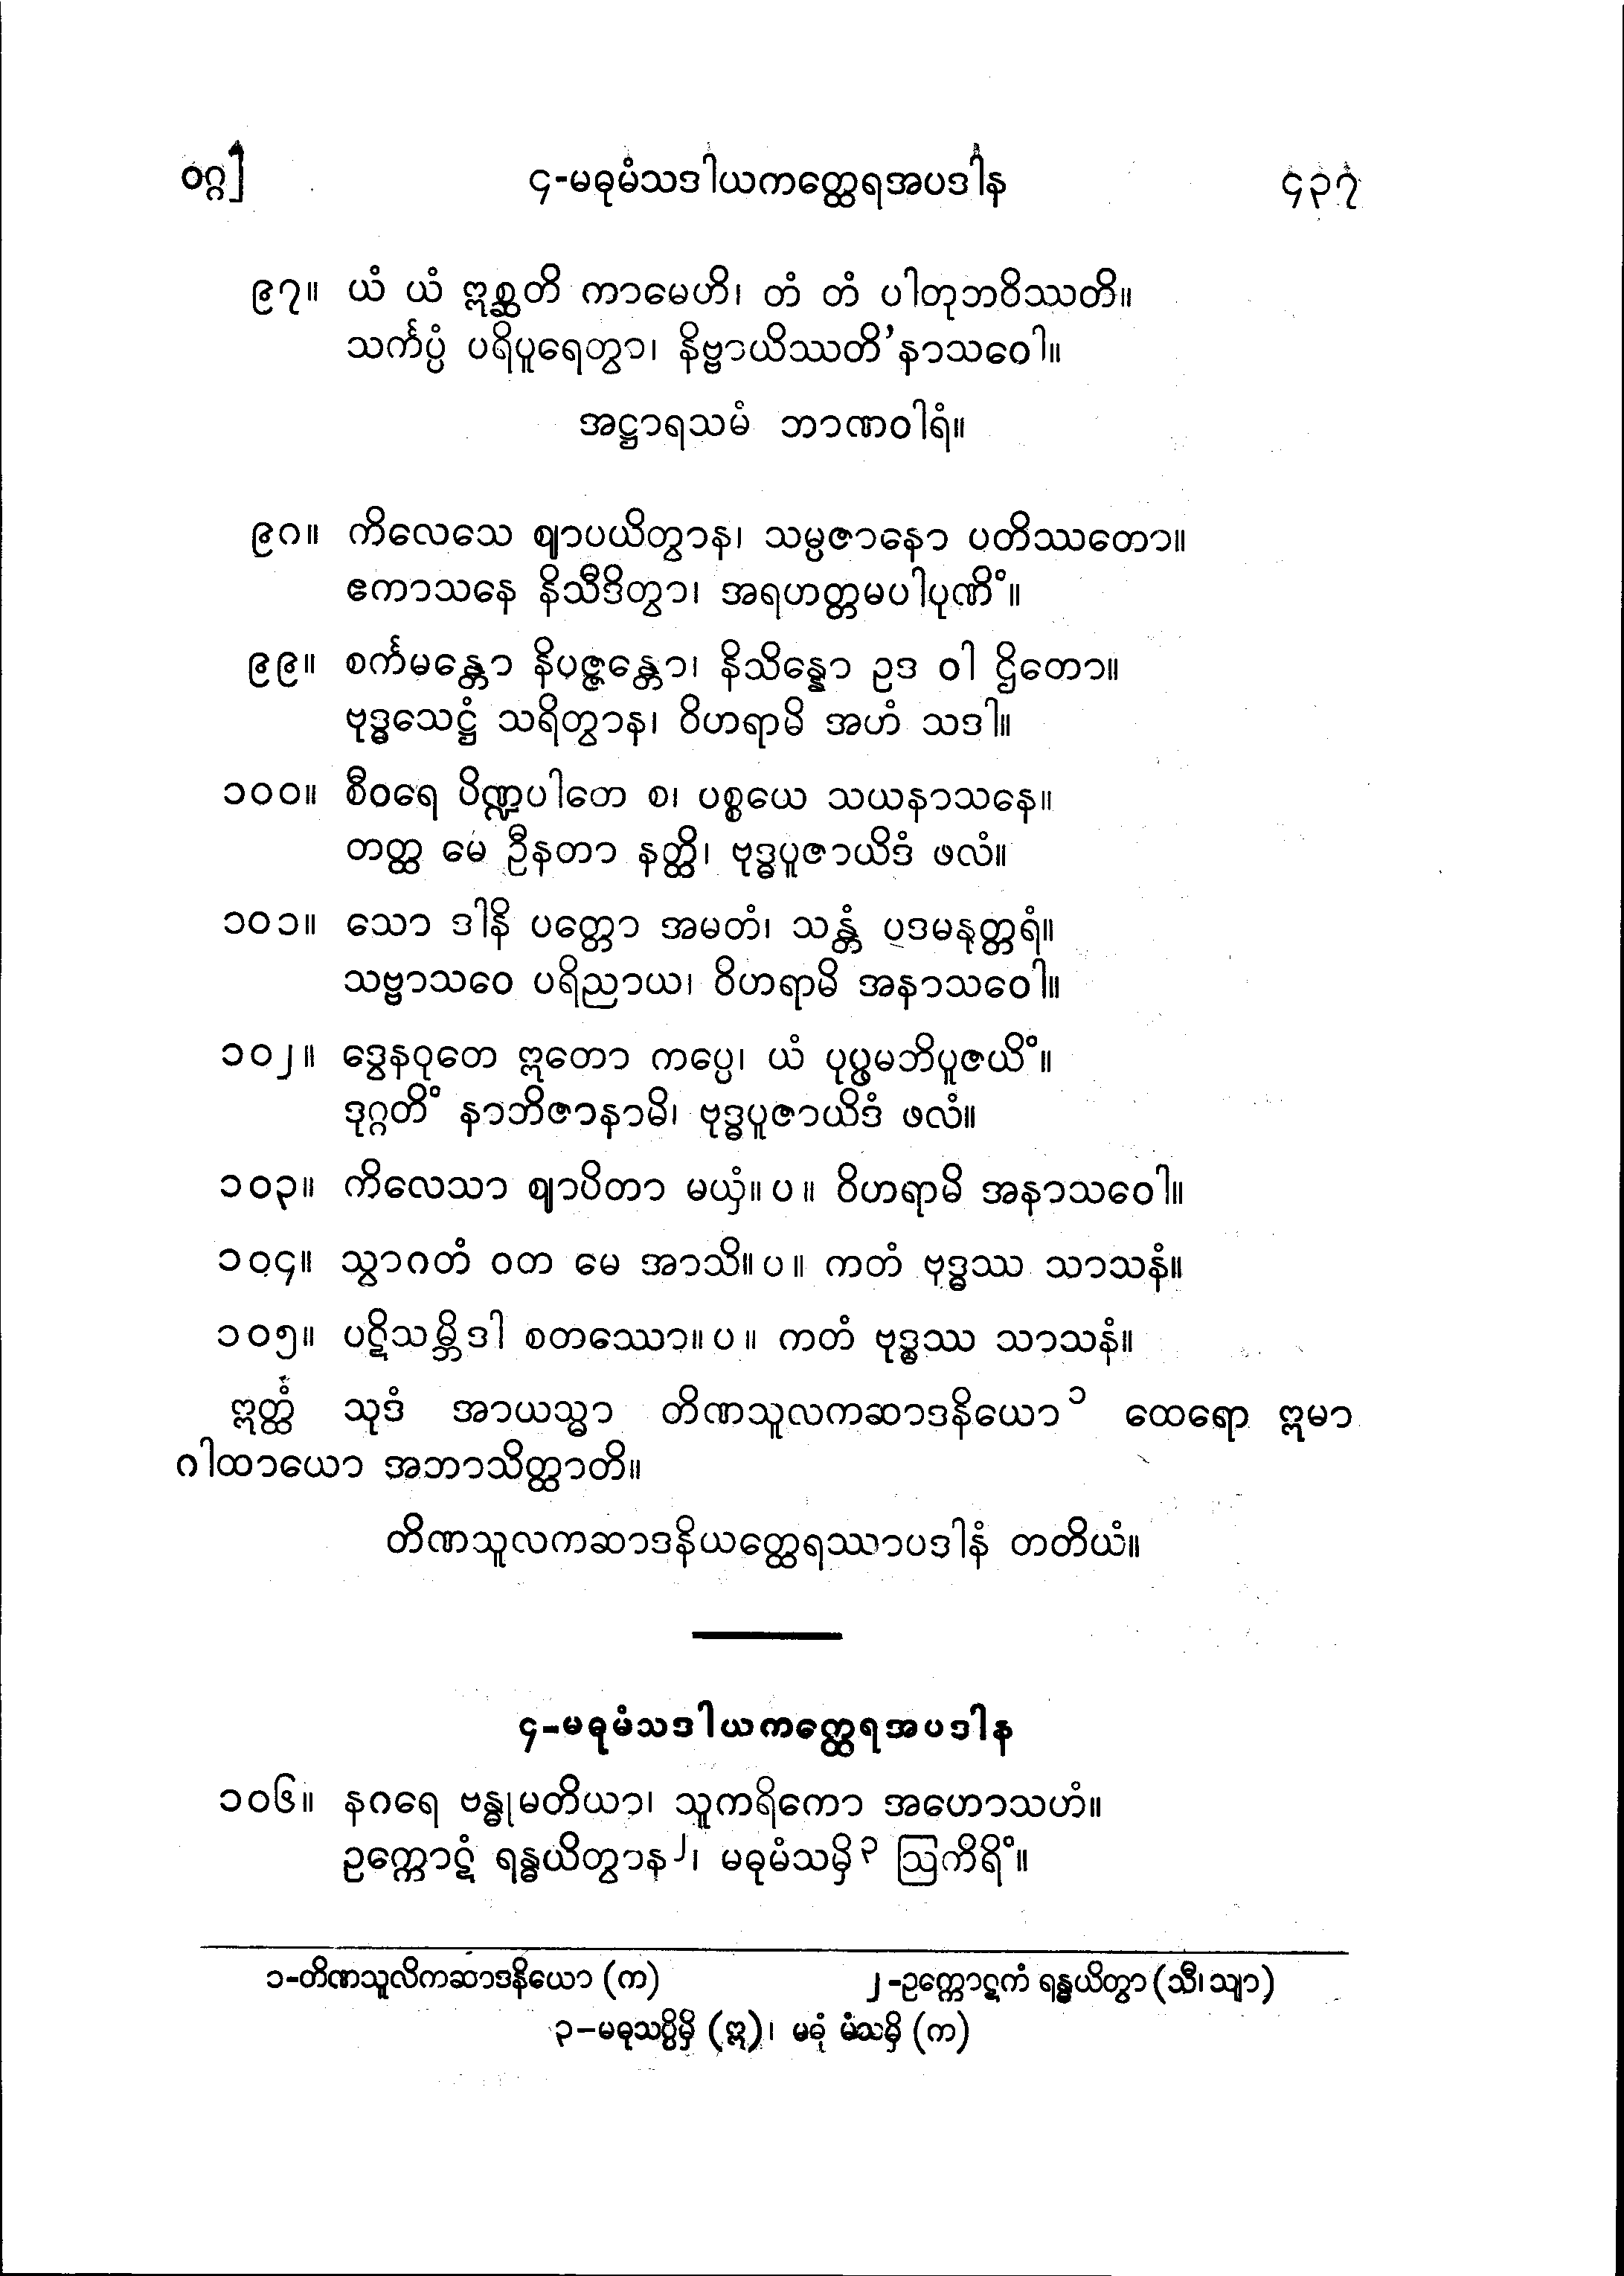 ဝဂ္ဂ] ၄-မဓုမံသဒါယကတ္ထေရအပဒါန ၄၃၇
၉၇။ ယံ ယံ ဣစ္ဆတိ ကာမေဟိ၊ တံ တံ ပါတုဘဝိဿတိ။
သင်္ကပ္ပံ ပရိပူရေတွာ၊ နိဗ္ဗာယိဿတိ’နာသဝေါ။
အဋ္ဌာရသမံ ဘာဏဝါရံ။
၉၈။ ကိလေသေ ဈာပယိတွာန၊ သမ္ပဇာနော ပတိဿတော။
ဧကာသနေ နိသီဒိတွာ၊ အရဟတ္တမပါပုဏိံ။
၉၉။ စင်္ကမန္တော နိပဇ္ဇန္တော၊ နိသိန္နော ဥဒ ဝါ ဌိတော။
ဗုဒ္ဓသေဋ္ဌံ သရိတွာန၊ ဝိဟရာမိ အဟံ သဒါ။
၁၀၀။ စီဝရေ ပိဏ္ဍပါတေ စ၊ ပစ္စယေ သယနာသနေ။
တတ္ထ မေ ဦနတာ နတ္ထိ၊ ဗုဒ္ဓပူဇာယိဒံ ဖလံ။
၁၀၁။ သော ဒါနိ ပတ္တော အမတံ၊ သန္တံ ပဒမနုတ္တရံ။
သဗ္ဗာသဝေ ပရိညာယ၊ ဝိဟရာမိ အနာသဝေါ။
၁၀၂။ ဒွေနဝုတေ ဣတော ကပ္ပေ၊ ယံ ပုပ္ဖမဘိပူဇယိံ။
ဒုဂ္ဂတိံ နာဘိဇာနာမိ၊ ဗုဒ္ဓပူဇာယိဒံ ဖလံ။
၁၀၃။ ကိလေသာ ဈာပိတာ မယှံ။ပ။ ဝိဟရာမိ အနာသဝေါ။
၁၀၄။ သွာဂတံ ဝတ မေ အာသိ။ပ။ ကတံ ဗုဒ္ဓဿ သာသနံ။
၁၀၅။ ပဋိသမ္ဘိဒါ စတဿော။ပ။ ကတံ ဗုဒ္ဓဿ သာသနံ။
ဣတ္ထံ သုဒံ အာယသ္မာ တိဏသူလကဆာဒနိယော ၁ ထေရော ဣမာ
ဂါထာယော အဘာသိတ္ထာတိ။
တိဏသူလကဆာဒနိယတ္ထေရဿာပဒါနံ တတိယံ။
၄-မဓုမံသဒါယကတ္ထေရအပဒါန
၁၀၆။ နဂရေ ဗန္ဓုမတိယာ၊ သူကရိကော အဟောသဟံ။
ဥက္ကောဋံ ရန္ဓယိတွာန ၂၊ မဓုမံသမှိ ၃ ဩကိရိံ။
၁-တိဏသူလိကဆာဒနိယော (က) ၂-ဥက္ကောဋကံ ရန္ဓယိတွာ (သီ၊ သျာ)
၃-မဓုသပ္ပိမှိ (ဣ)၊ မဓုံ မံသမှိ (က)